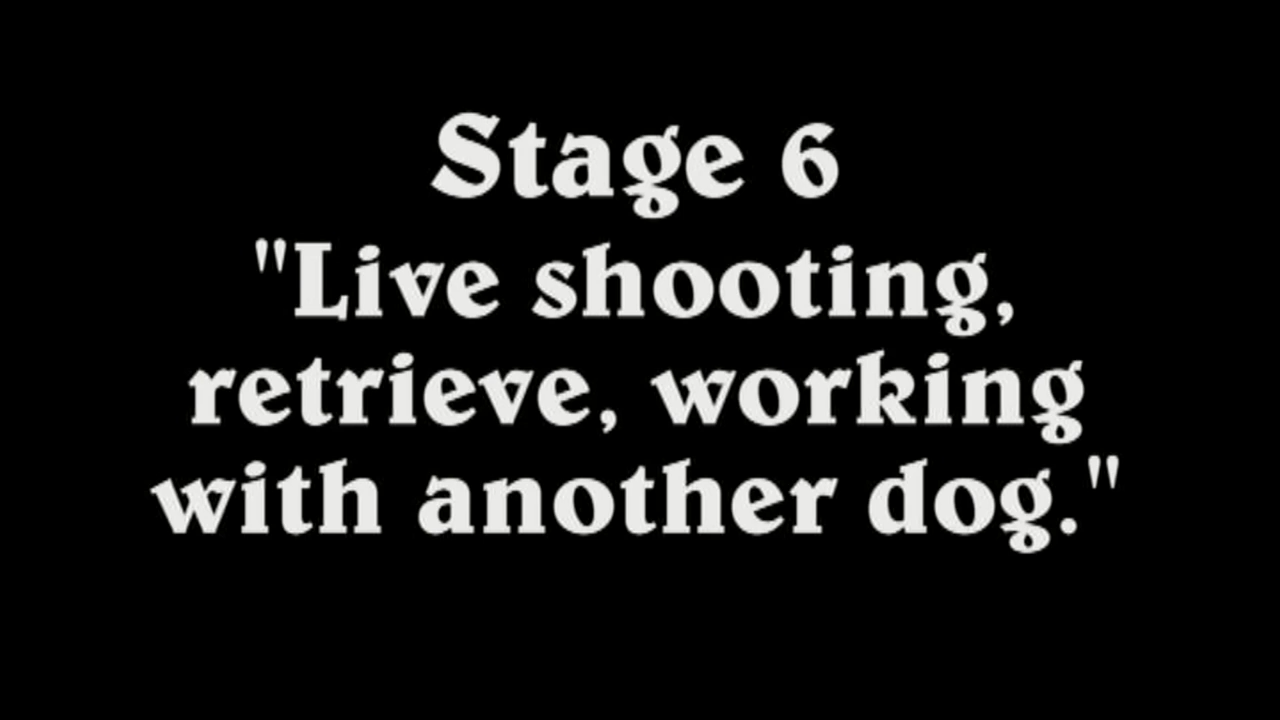 Stage 6
"Live shooting,
retrieve, working
with another dog."